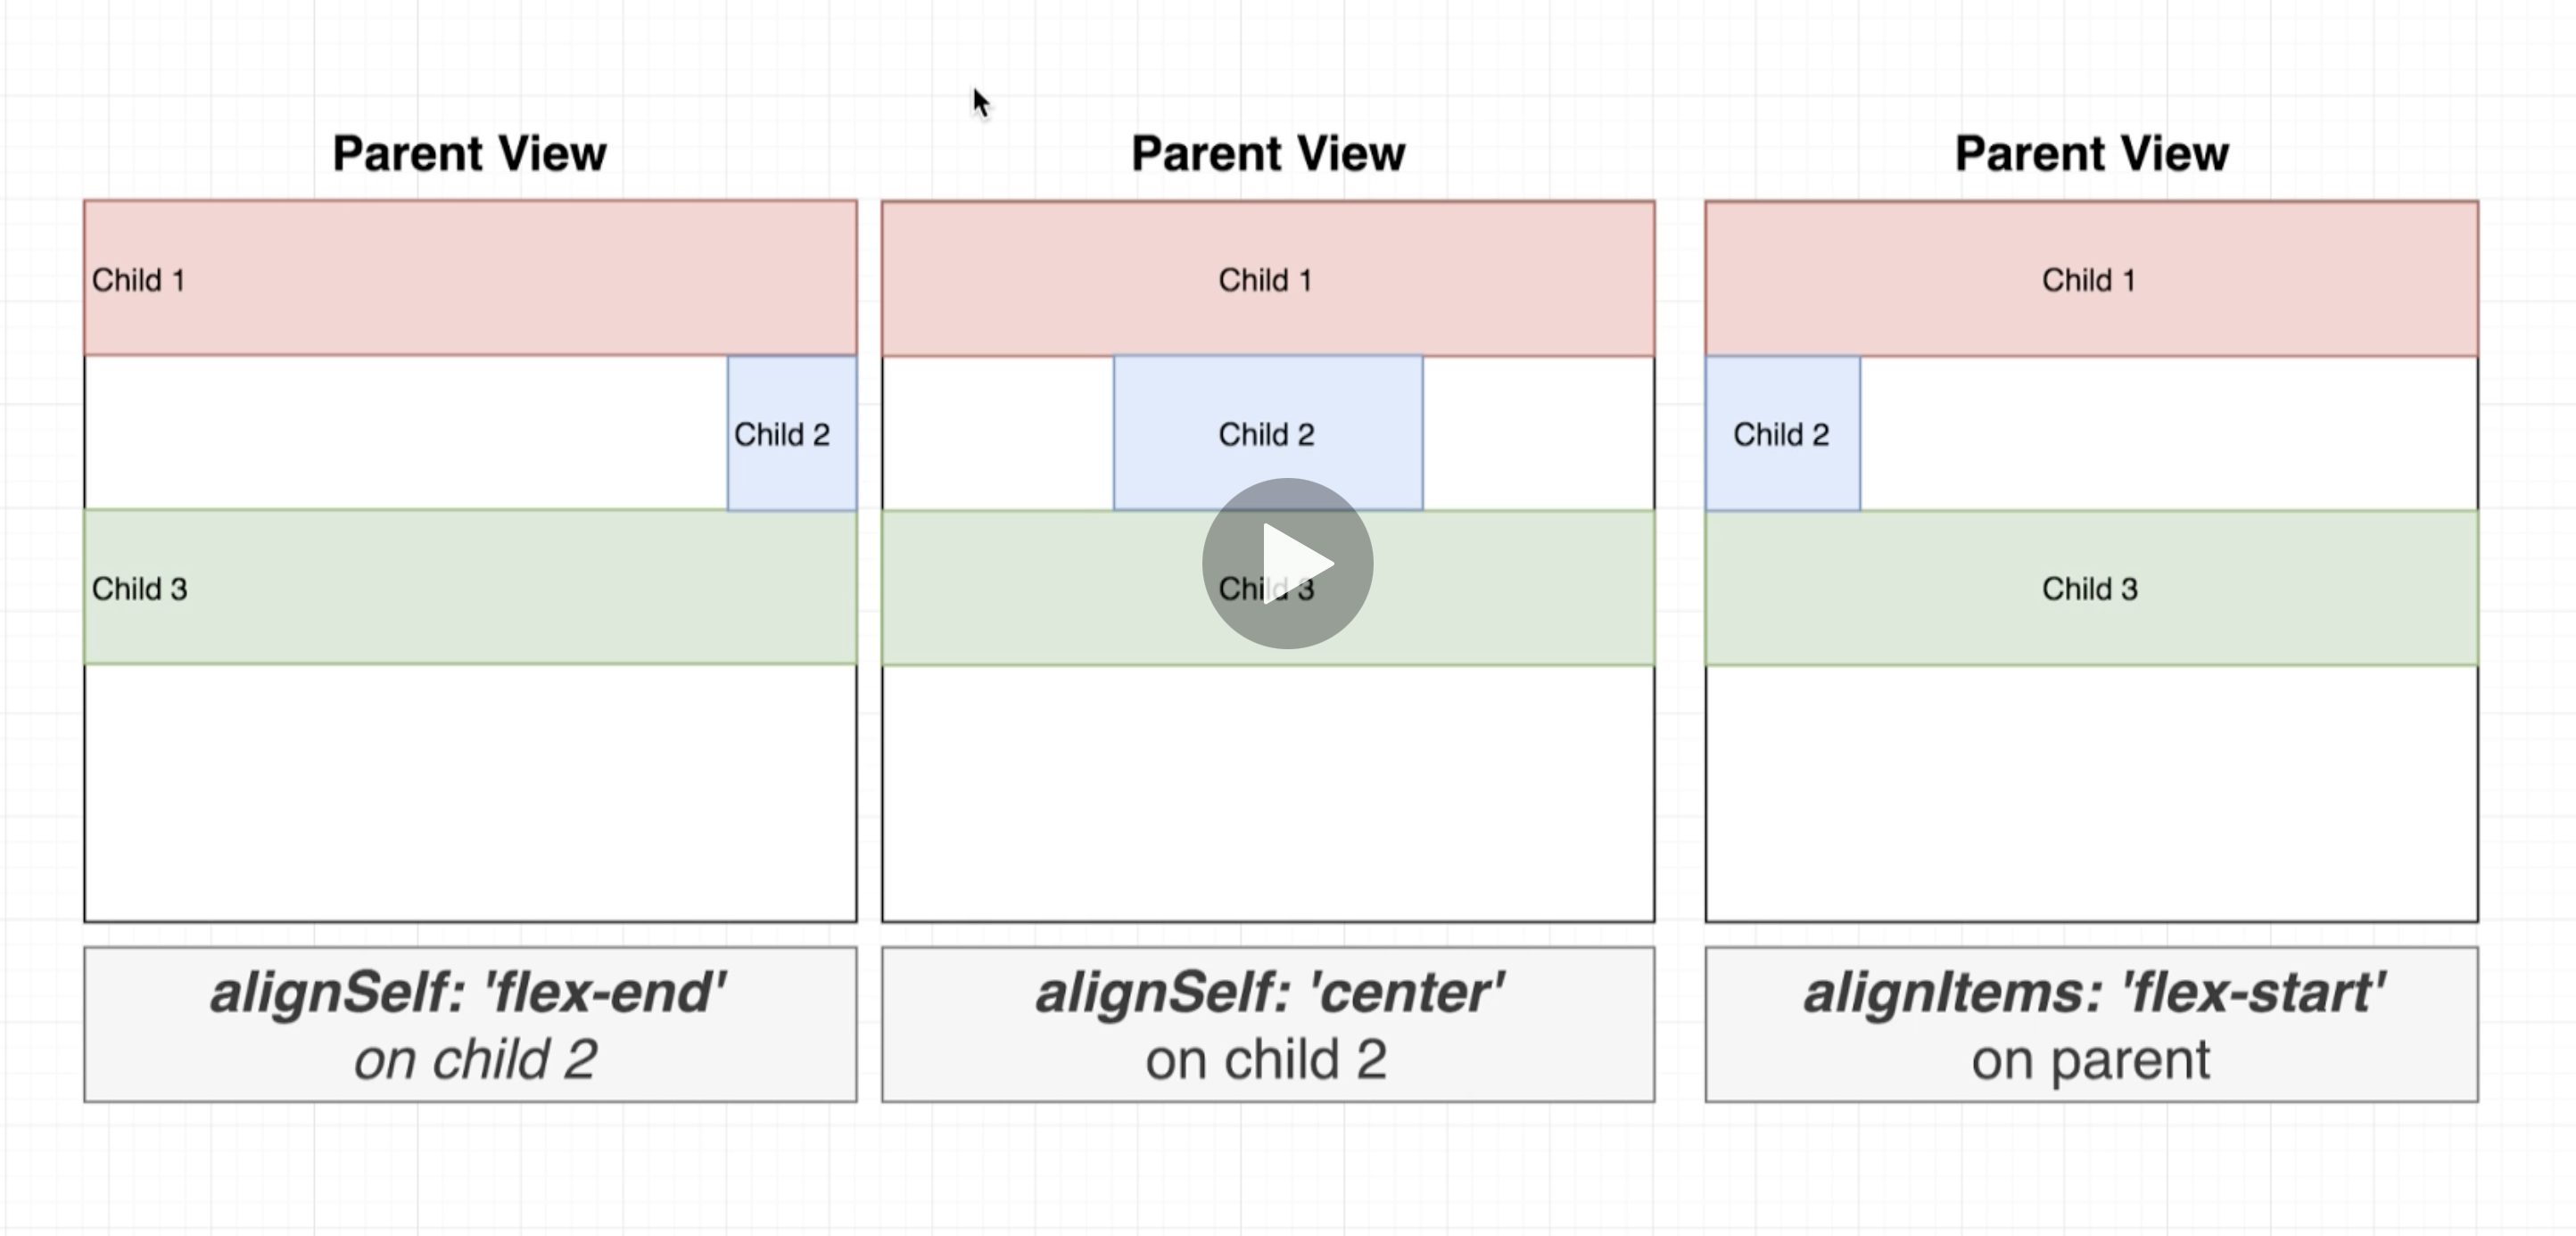 Parent View
Child 1
Child 2
Child 3
alignSelf: 'flex-end'
on child 2
Parent View
Child 1
Child 2
Child 3
alignSelf: 'center'
on child 2
Parent View
Child 1
Child 2
Child 3
alignItems: 'flex-start'
on parent